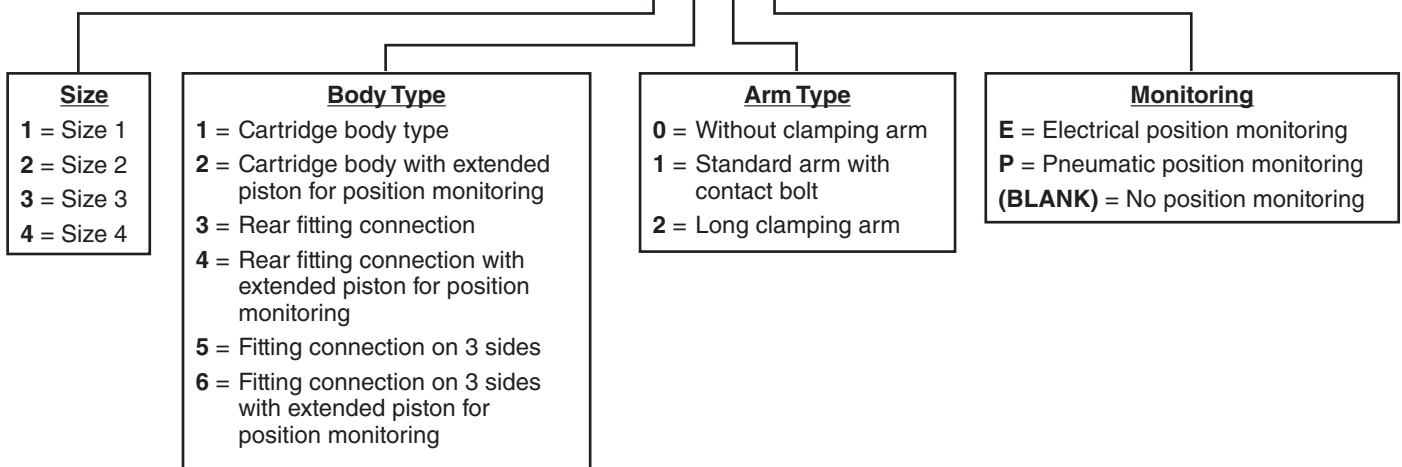 Size
1 = Size 1
2 = Size 2
3 = Size 3
4 = Size 4
Body Type
1 = Cartridge body type
2 = Cartridge body with extended
piston for position monitoring
3 = Rear fitting connection
4 = Rear fitting connection with
extended piston for position
monitoring
5 = Fitting connection on 3 sides
6 = Fitting connection on 3 sides
with extended piston for
position monitoring
Arm Type
0 = Without clamping arm
1 = Standard arm with
contact bolt
2 = Long clamping arm
Monitoring
E = Electrical position monitoring
P = Pneumatic position monitoring
(BLANK) = No position monitoring